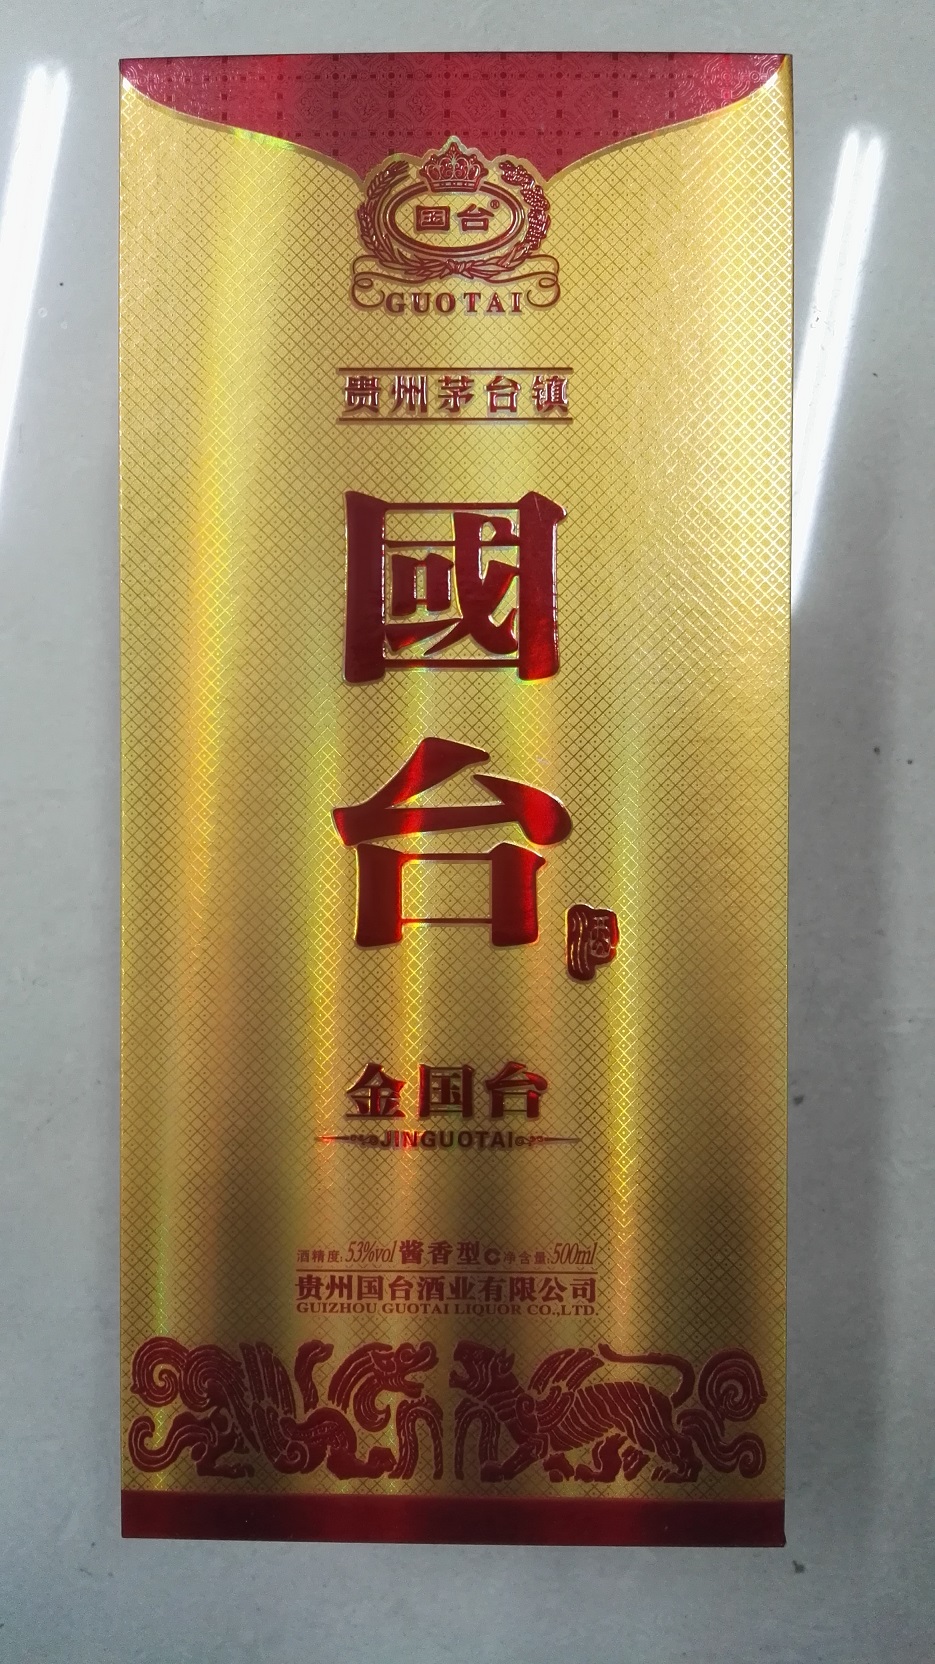 国台®
GUOTAI
贵州茅台镇
國
台
酒
金国台
JINGUOTAI
酒精度:53%vol 酱香型 C 净含量:500ml
贵州国台酒业有限公司
GUIZHOU GUOTAI LIQUOR CO.,LTD.